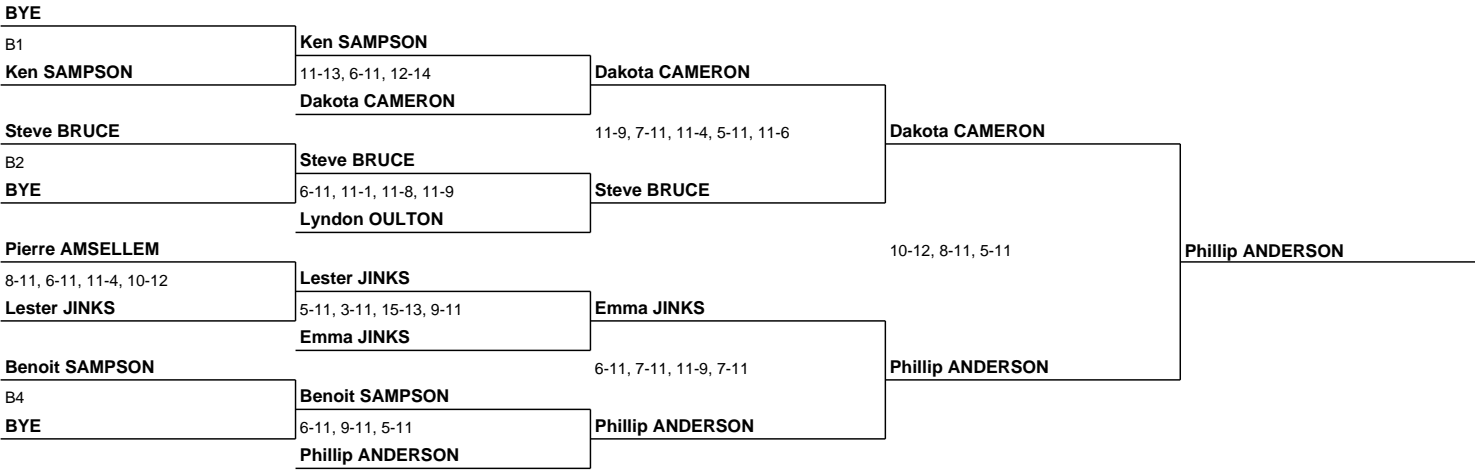 BYE
B1
Ken SAMPSON
Ken SAMPSON
11-13, 6-11, 12-14
Dakota CAMERON
Dakota CAMERON
Steve BRUCE
11-9, 7-11, 11-4, 5-11, 11-6
Dakota CAMERON
B2
Steve BRUCE
BYE
6-11, 11-1, 11-8, 11-9
Steve BRUCE
Lyndon OULTON
Pierre AMSELLEM
10-12, 8-11, 5-11
Phillip ANDERSON
8-11, 6-11, 11-4, 10-12
Lester JINKS
Lester JINKS
5-11, 3-11, 15-13, 9-11
Emma JINKS
Emma JINKS
Benoit SAMPSON
6-11, 7-11, 11-9, 7-11
Phillip ANDERSON
B4
Benoit SAMPSON
BYE
6-11, 9-11, 5-11
Phillip ANDERSON
Phillip ANDERSON